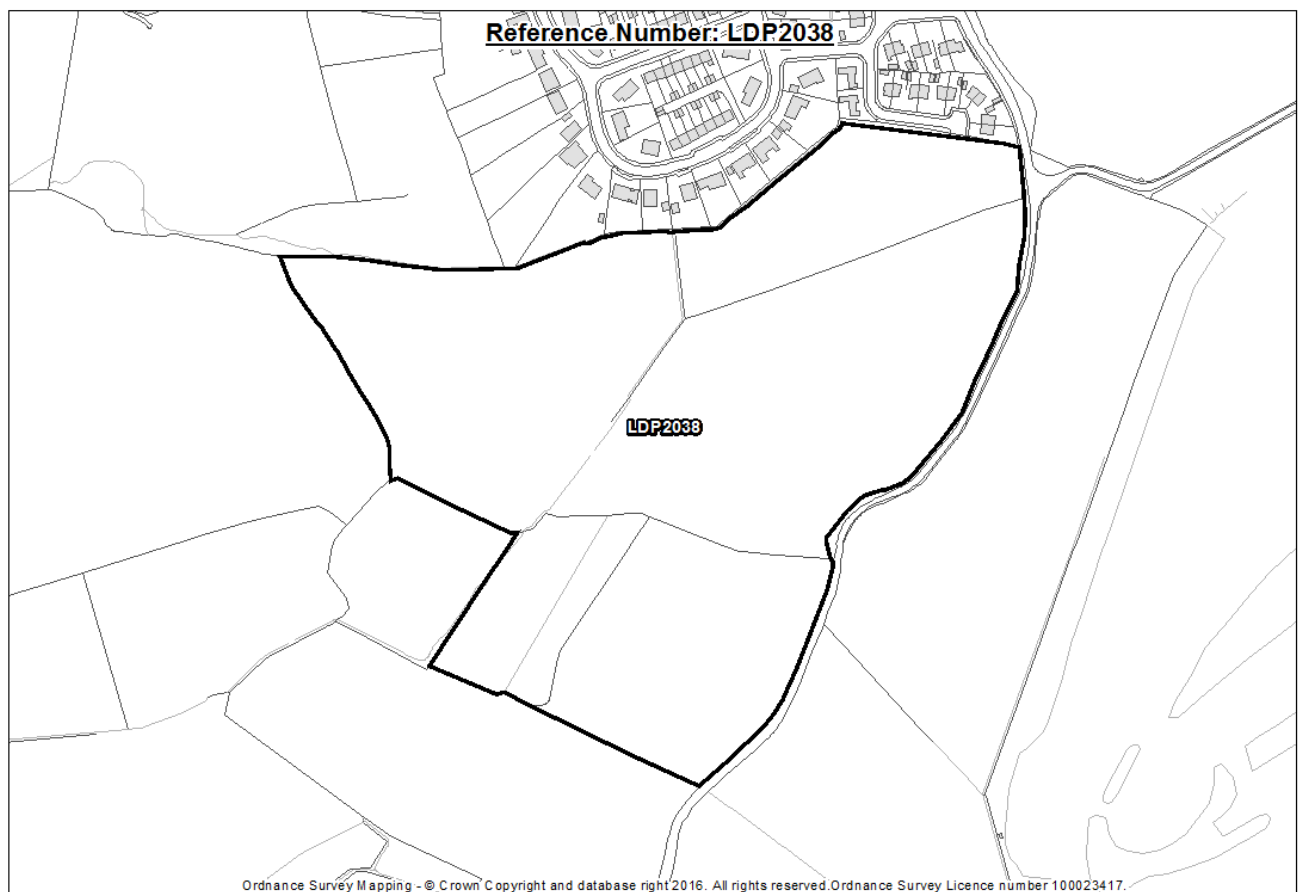 Reference Number: LDP2038
LDP2038
Ordnance Survey Mapping - © Crown Copyright and database right 2016. All rights reserved.Ordnance Survey Licence number 100023417.